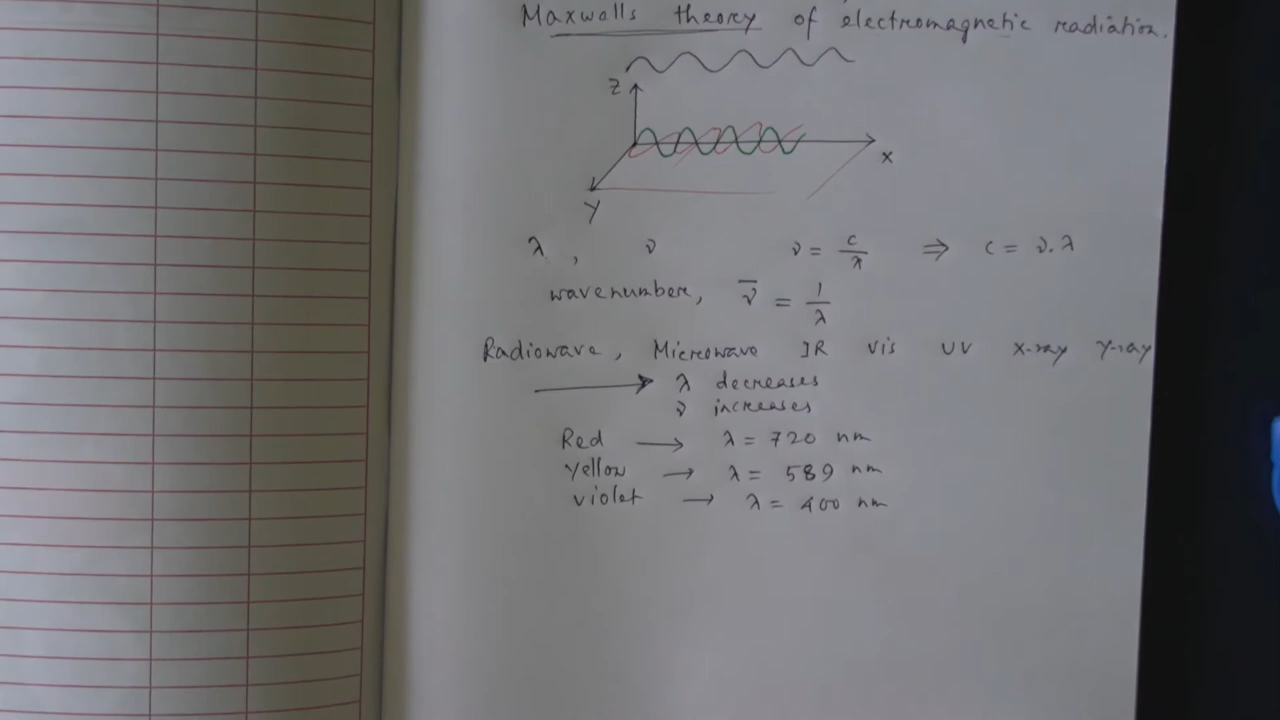 Maxwalls theory of electromagnetic radiation.
Z
x
y
λ, ν ν = c/λ ⇒ c = ν.λ
wavenumber, ν̅ = 1/λ
Radiowave, Microwave IR Vis UV X-ray γ-ray
⟶ λ decreases
ν increases
Red ⟶ λ = 720 nm
yellow → λ = 589 nm
violet → λ = 400 nm